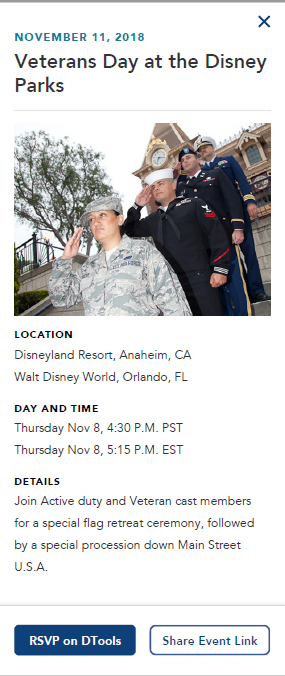 NOVEMBER 11, 2018
Veterans Day at the Disney
Parks
LOCATION
Disneyland Resort, Anaheim, CA
Walt Disney World, Orlando, FL
DAY AND TIME
Thursday Nov 8, 4:30 P.M. PST
Thursday Nov 8, 5:15 P.M. EST
DETAILS
Join Active duty and Veteran cast members
for a special flag retreat ceremony, followed
by a special procession down Main Street
U.S.A.
RSVP on DTools
Share Event Link